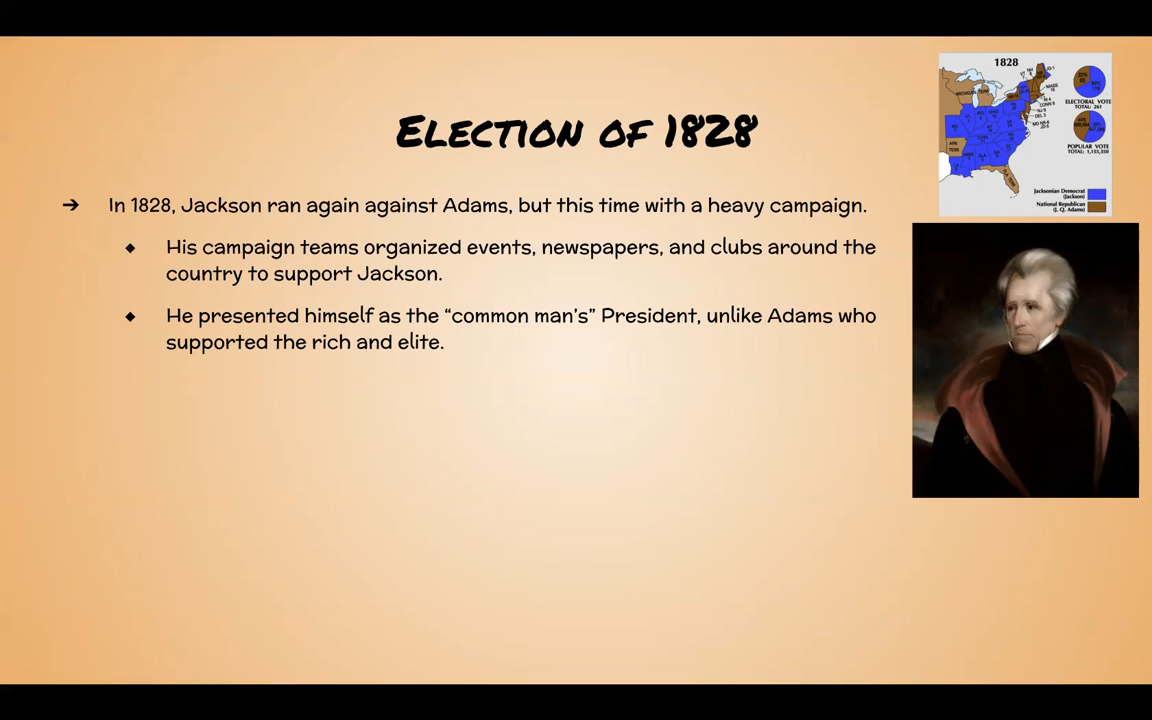 Election of 1828
➔ In 1828, Jackson ran again against Adams, but this time with a heavy campaign.
◆ His campaign teams organized events, newspapers, and clubs around the
country to support Jackson.
◆ He presented himself as the “common man’s” President, unlike Adams who
supported the rich and elite.
1828
ELECTORAL VOTE
TOTAL: 261
POPULAR VOTE
TOTAL: 1,155,350
Jacksonian Democrat
(Jackson)
National Republican
(J. Q. Adams)